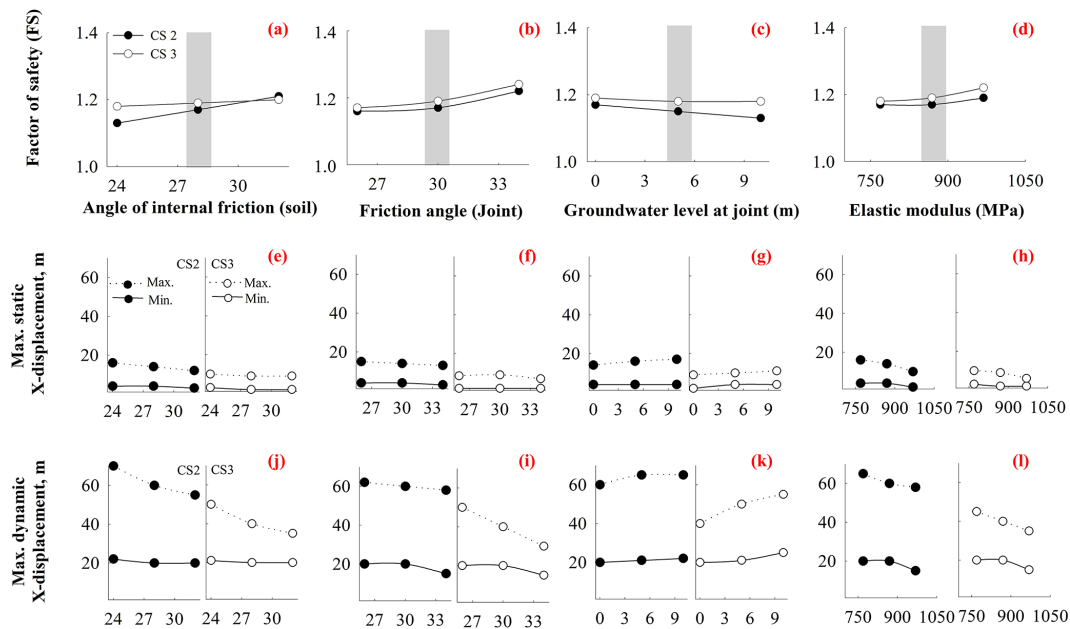 Factor of safety (FS)
(a)
CS 2
CS 3
1.4
1.2
1.0
24 27 30
Angle of internal friction (soil)
(b)
1.4
1.2
1.0
27 30 33
Friction angle (Joint)
(c)
1.4
1.2
1.0
0 3 6 9
Groundwater level at joint (m)
(d)
1.4
1.2
1.0
750 900 1050
Elastic modulus (MPa)
Max. static
X-displacement, m
(e)
CS2 CS3
Max. Max.
Min. Min.
60
40
20
24 27 30 24 27 30
(f)
60
40
20
27 30 33 27 30 33
(g)
60
40
20
0 3 6 9 0 3 6 9
(h)
60
40
20
750 900 1050 750 900 1050
Max. dynamic
X-displacement, m
(j)
CS2 CS3
60
40
20
24 27 30 24 27 30
(i)
60
40
20
27 30 33 27 30 33
(k)
60
40
20
0 3 6 9 0 3 6 9
(l)
60
40
20
750 900 1050 750 900 1050